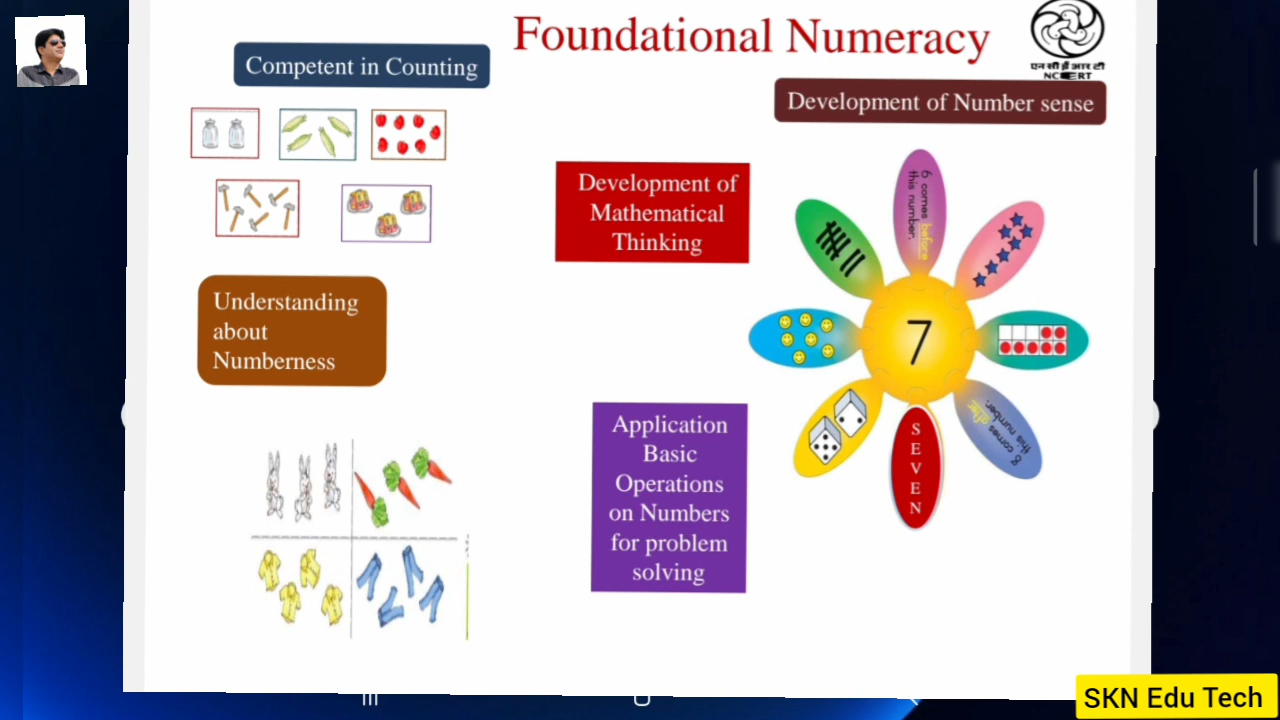 Foundational Numeracy
एन सी ई आर टी
NCERT
Competent in Counting
Development of Number sense
Development of
Mathematical
Thinking
6 comes before
this number.
7
8 comes after
this number.
S
E
V
E
N
Understanding
about
Numberness
Application
Basic
Operations
on Numbers
for problem
solving
SKN Edu Tech